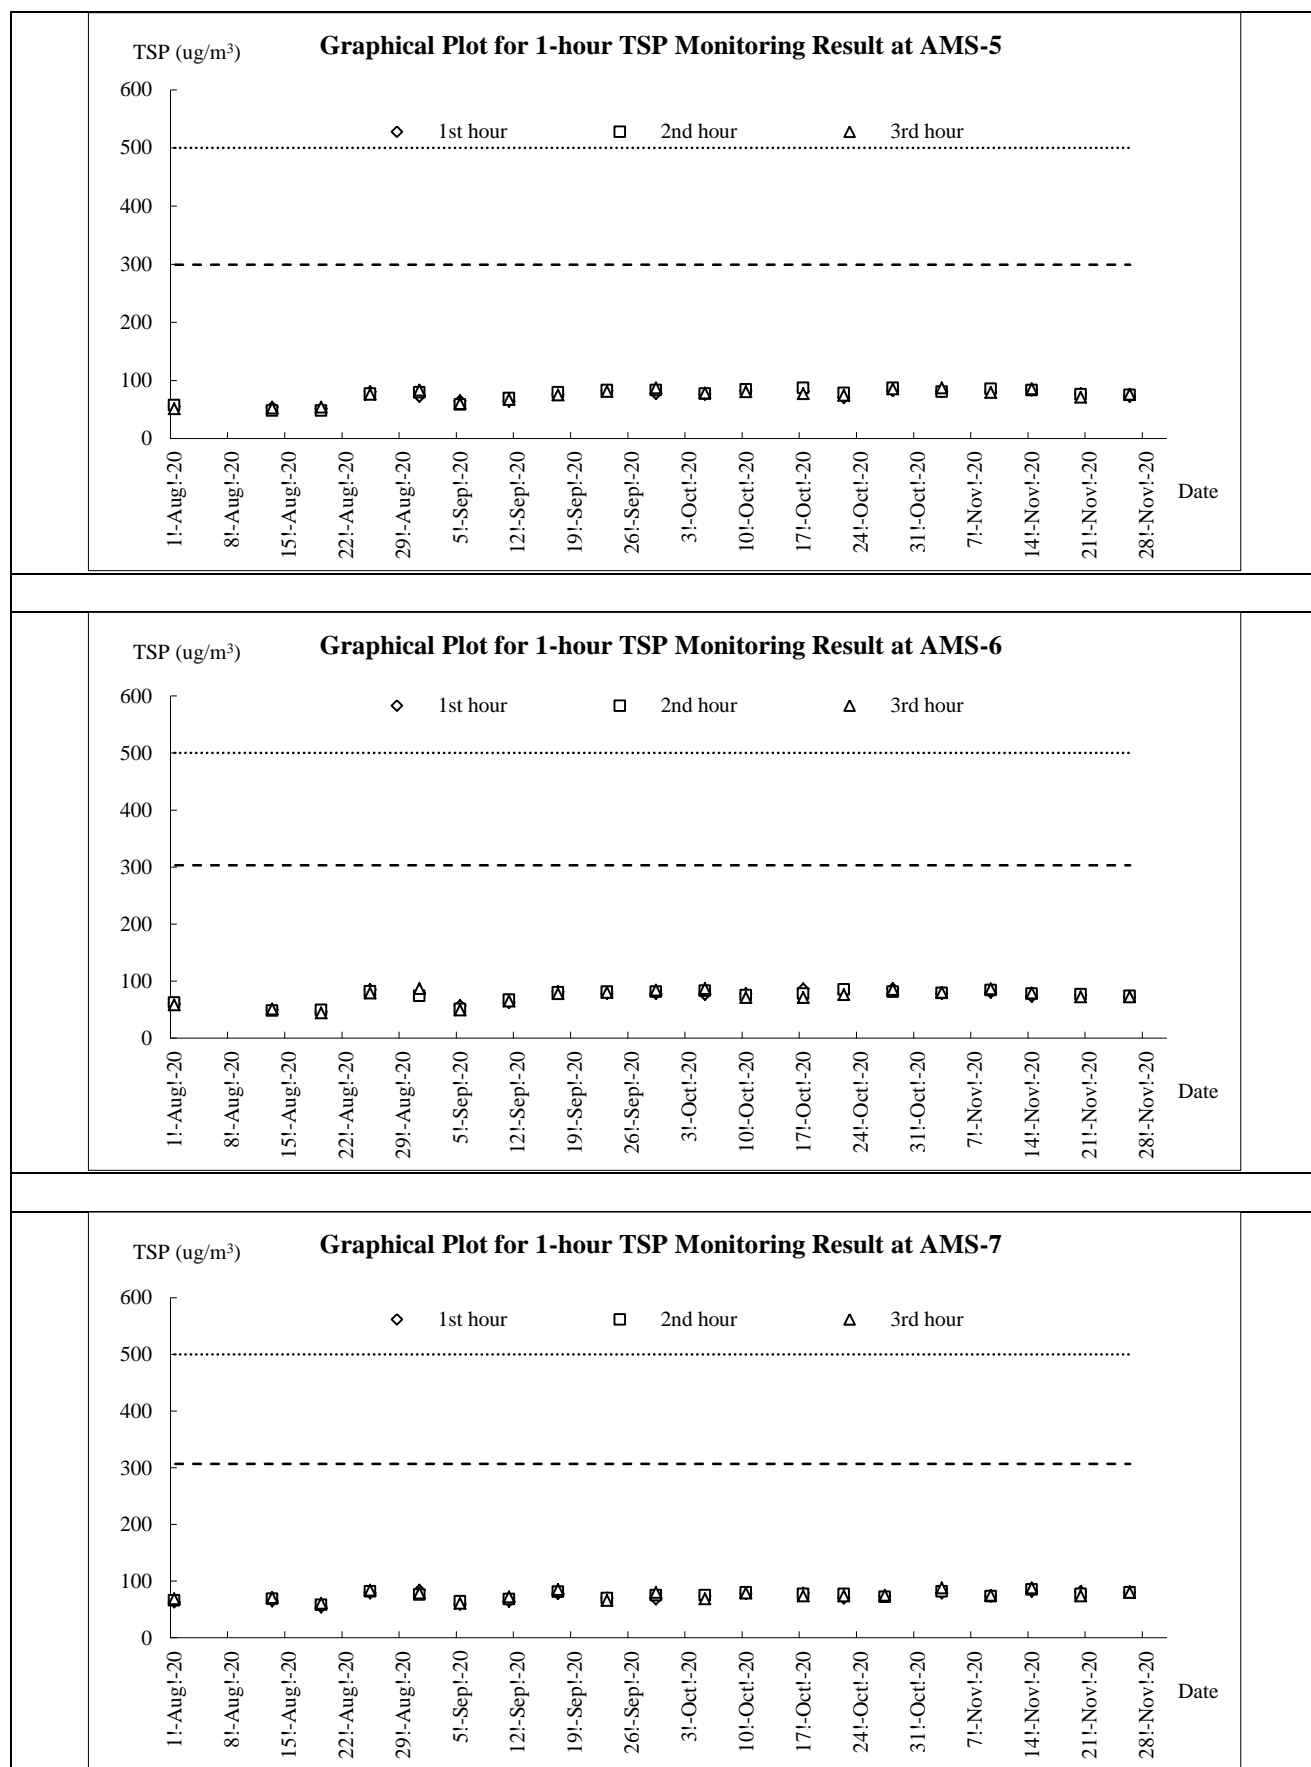 TSP (ug/m³) Graphical Plot for 1-hour TSP Monitoring Result at AMS-5
600
1st hour 2nd hour 3rd hour
500
400
300
200
100
0
1!-Aug!-20 8!-Aug!-20 15!-Aug!-20 22!-Aug!-20 29!-Aug!-20 5!-Sep!-20 12!-Sep!-20 19!-Sep!-20 26!-Sep!-20 3!-Oct!-20 10!-Oct!-20 17!-Oct!-20 24!-Oct!-20 31!-Oct!-20 7!-Nov!-20 14!-Nov!-20 21!-Nov!-20 28!-Nov!-20 Date
TSP (ug/m³) Graphical Plot for 1-hour TSP Monitoring Result at AMS-6
600
1st hour 2nd hour 3rd hour
500
400
300
200
100
0
1!-Aug!-20 8!-Aug!-20 15!-Aug!-20 22!-Aug!-20 29!-Aug!-20 5!-Sep!-20 12!-Sep!-20 19!-Sep!-20 26!-Sep!-20 3!-Oct!-20 10!-Oct!-20 17!-Oct!-20 24!-Oct!-20 31!-Oct!-20 7!-Nov!-20 14!-Nov!-20 21!-Nov!-20 28!-Nov!-20 Date
TSP (ug/m³) Graphical Plot for 1-hour TSP Monitoring Result at AMS-7
600
1st hour 2nd hour 3rd hour
500
400
300
200
100
0
1!-Aug!-20 8!-Aug!-20 15!-Aug!-20 22!-Aug!-20 29!-Aug!-20 5!-Sep!-20 12!-Sep!-20 19!-Sep!-20 26!-Sep!-20 3!-Oct!-20 10!-Oct!-20 17!-Oct!-20 24!-Oct!-20 31!-Oct!-20 7!-Nov!-20 14!-Nov!-20 21!-Nov!-20 28!-Nov!-20 Date